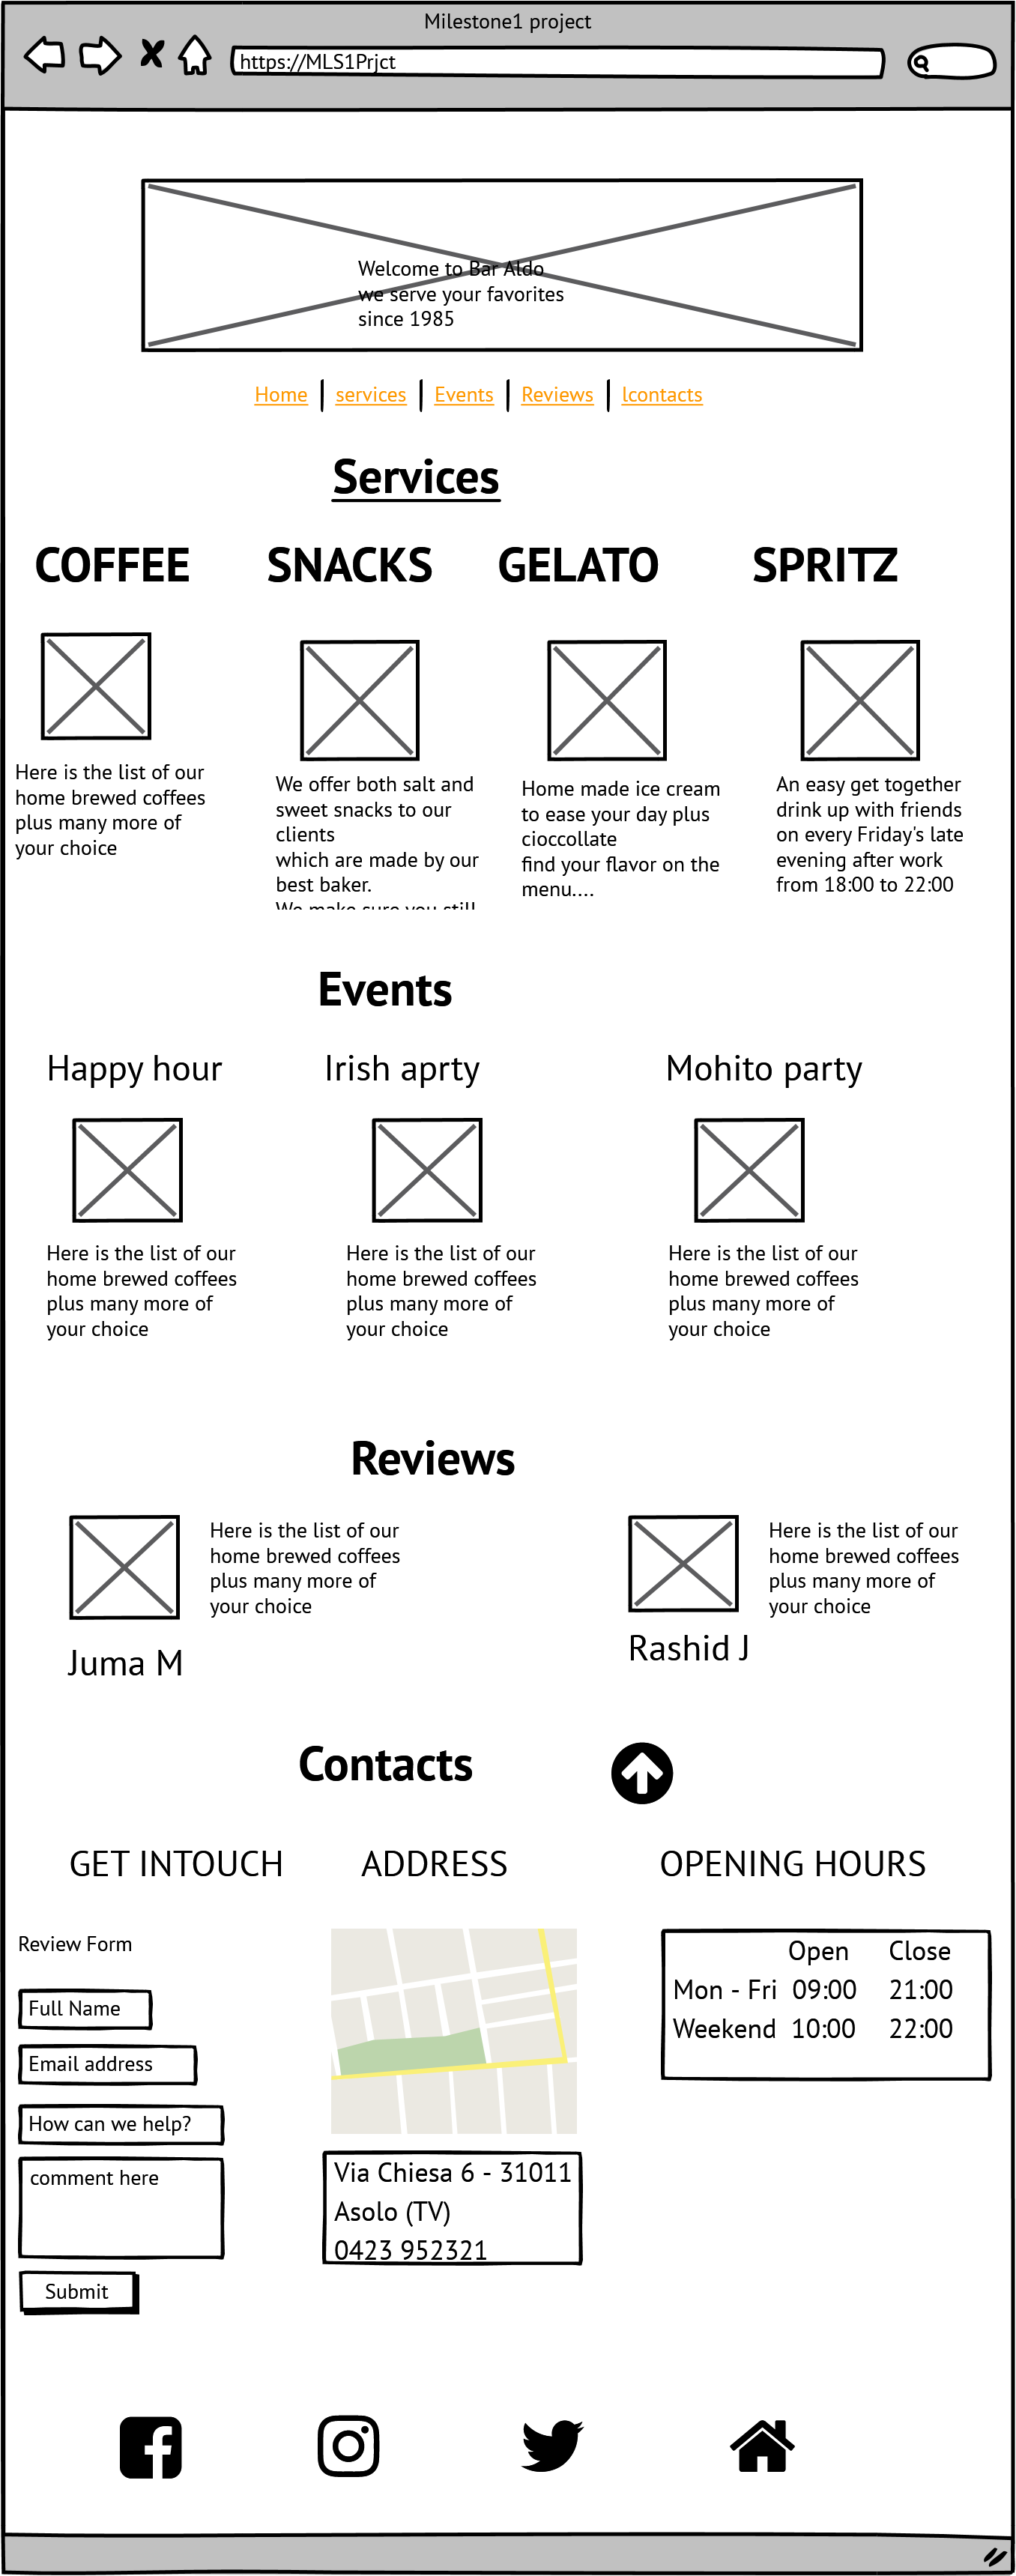 Milestone1 project
https://MLS1Prjct
Welcome to Bar Aldo
we serve your favorites
since 1985
Home | services | Events | Reviews | Icontacts
Services
COFFEE
SNACKS
GELATO
SPRITZ
Here is the list of our
home brewed coffees
plus many more of
your choice
We offer both salt and
sweet snacks to our
clients
which are made by our
best baker.
We make sure you still
Home made ice cream
to ease your day plus
cioccollate
find your flavor on the
menu....
An easy get together
drink up with friends
on every Friday's late
evening after work
from 18:00 to 22:00
Events
Happy hour
Irish aprty
Mohito party
Here is the list of our
home brewed coffees
plus many more of
your choice
Here is the list of our
home brewed coffees
plus many more of
your choice
Here is the list of our
home brewed coffees
plus many more of
your choice
Reviews
Here is the list of our
home brewed coffees
plus many more of
your choice
Juma M
Here is the list of our
home brewed coffees
plus many more of
your choice
Rashid J
Contacts
GET INTOUCH
ADDRESS
OPENING HOURS
Review Form
Full Name
Email address
How can we help?
comment here
Submit
Via Chiesa 6 - 31011
Asolo (TV)
0423 952321
Open Close
Mon - Fri 09:00 21:00
Weekend 10:00 22:00